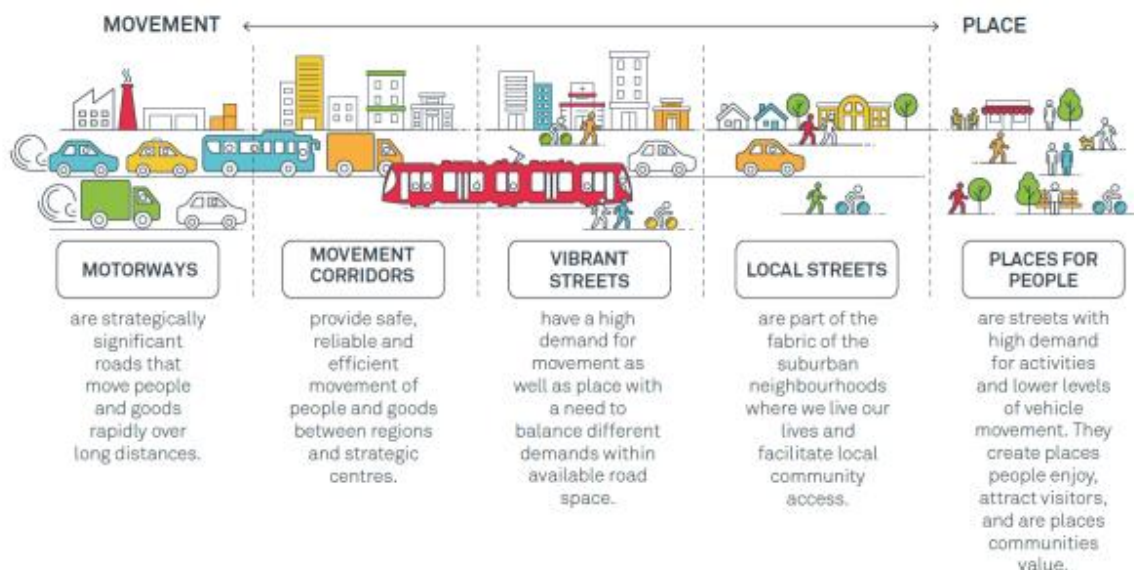 MOVEMENT
PLACE
MOTORWAYS
are strategically
significant
roads that
move people
and goods
rapidly over
long distances.
MOVEMENT
CORRIDORS
provide safe,
reliable and
efficient
movement of
people and goods
between regions
and strategic
centres.
VIBRANT
STREETS
have a high
demand for
movement as
well as place with
a need to
balance different
demands within
available road
space.
LOCAL STREETS
are part of the
fabric of the
suburban
neighbourhoods
where we live our
lives and
facilitate local
community
access.
PLACES FOR
PEOPLE
are streets with
high demand
for activities
and lower levels
of vehicle
movement. They
create places
people enjoy,
attract visitors,
and are places
communities
value.